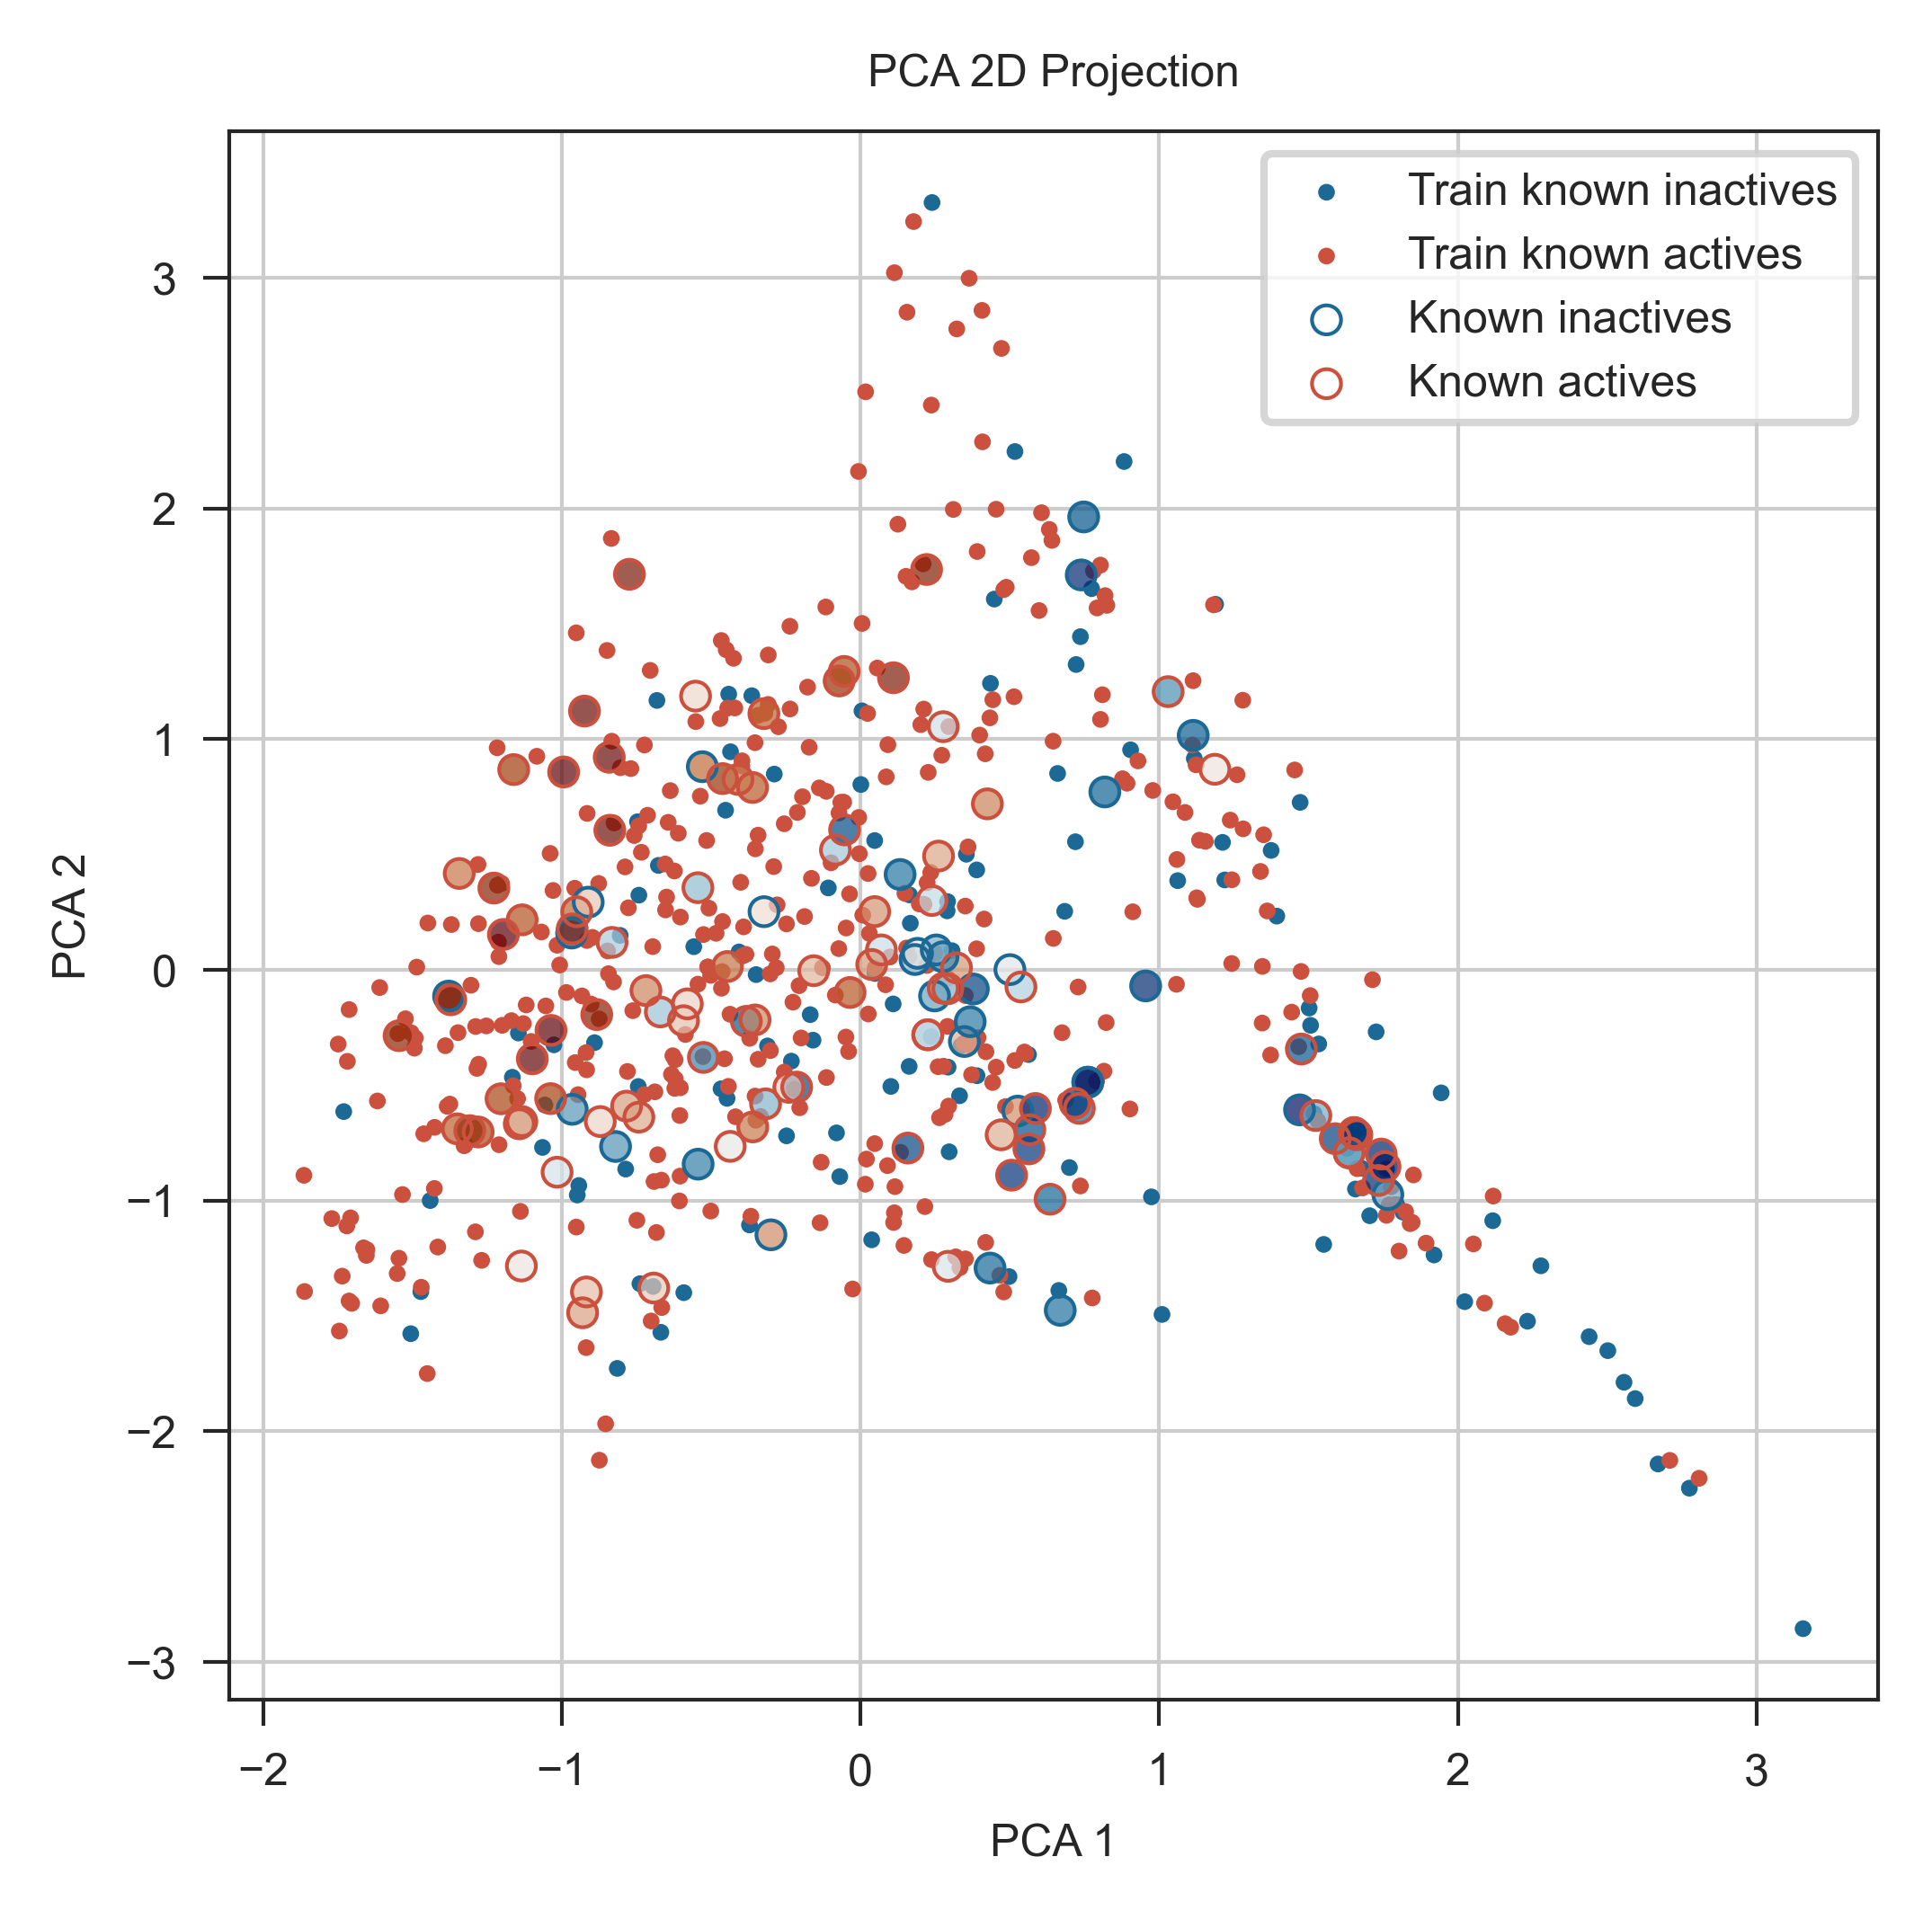 PCA 2D Projection
Train known inactives
Train known actives
Known inactives
Known actives
3
2
1
0
−1
−2
−3
PCA 2
−2
−1
0
1
2
3
PCA 1